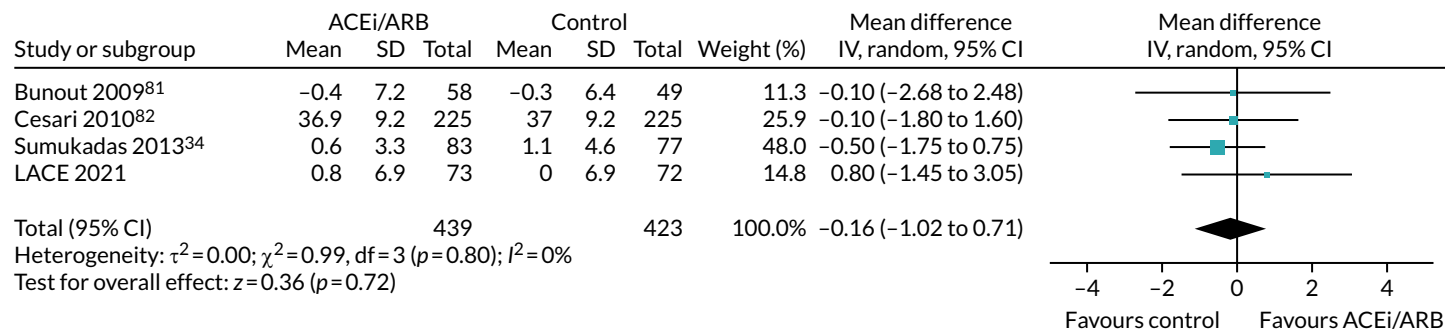 ACEi/ARB Control Mean difference Mean difference
Study or subgroup Mean SD Total Mean SD Total Weight (%) IV, random, 95% CI IV, random, 95% CI
Bunout 2009⁸¹ –0.4 7.2 58 –0.3 6.4 49 11.3 –0.10 (–2.68 to 2.48)
Cesari 2010⁸² 36.9 9.2 225 37 9.2 225 25.9 –0.10 (–1.80 to 1.60)
Sumukadas 2013³⁴ 0.6 3.3 83 1.1 4.6 77 48.0 –0.50 (–1.75 to 0.75)
LACE 2021 0.8 6.9 73 0 6.9 72 14.8 0.80 (–1.45 to 3.05)
Total (95% CI) 439 423 100.0% –0.16 (–1.02 to 0.71)
Heterogeneity: τ²=0.00; χ²=0.99, df=3 (p=0.80); I²=0%
Test for overall effect: z=0.36 (p=0.72)
–4 –2 0 2 4
Favours control Favours ACEi/ARB